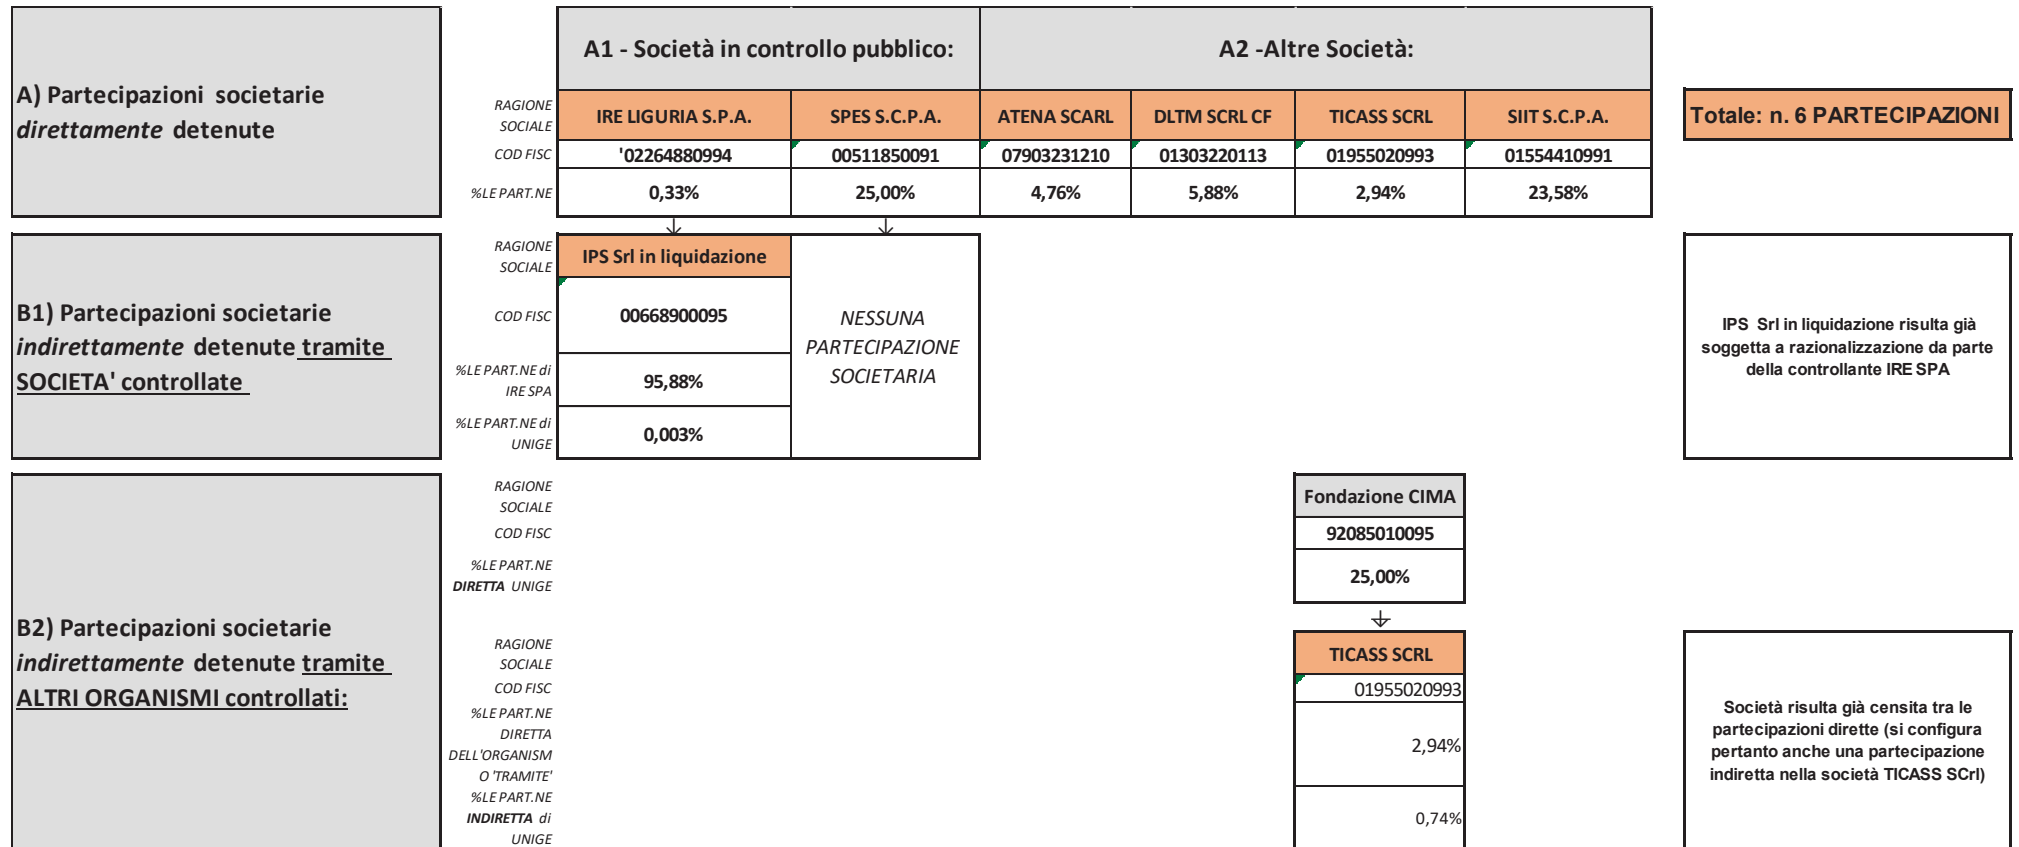 A) Partecipazioni societarie
direttamente detenute
A1 - Società in controllo pubblico:
A2 -Altre Società:
RAGIONE
SOCIALE
IRE LIGURIA S.P.A.
SPES S.C.P.A.
ATENA SCARL
DLTM SCRL CF
TICASS SCRL
SIIT S.C.P.A.
COD FISC
'02264880994
00511850091
07903231210
01303220113
01955020993
01554410991
%LE PART.NE
0,33%
25,00%
4,76%
5,88%
2,94%
23,58%
Totale: n. 6 PARTECIPAZIONI
B1) Partecipazioni societarie
indirettamente detenute tramite
SOCIETA' controllate
RAGIONE
SOCIALE
IPS Srl in liquidazione
COD FISC
00668900095
%LE PART.NE di
IRE SPA
95,88%
%LE PART.NE di
UNIGE
0,003%
NESSUNA
PARTECIPAZIONE
SOCIETARIA
IPS Srl in liquidazione risulta già
soggetta a razionalizzazione da parte
della controllante IRE SPA
B2) Partecipazioni societarie
indirettamente detenute tramite
ALTRI ORGANISMI controllati:
RAGIONE
SOCIALE
Fondazione CIMA
COD FISC
92085010095
%LE PART.NE
DIRETTA UNIGE
25,00%
RAGIONE
SOCIALE
TICASS SCRL
COD FISC
01955020993
%LE PART.NE
DIRETTA
DELL'ORGANISM
O 'TRAMITE'
2,94%
%LE PART.NE
INDIRETTA di
UNIGE
0,74%
Società risulta già censita tra le
partecipazioni dirette (si configura
pertanto anche una partecipazione
indiretta nella società TICASS SCrl)